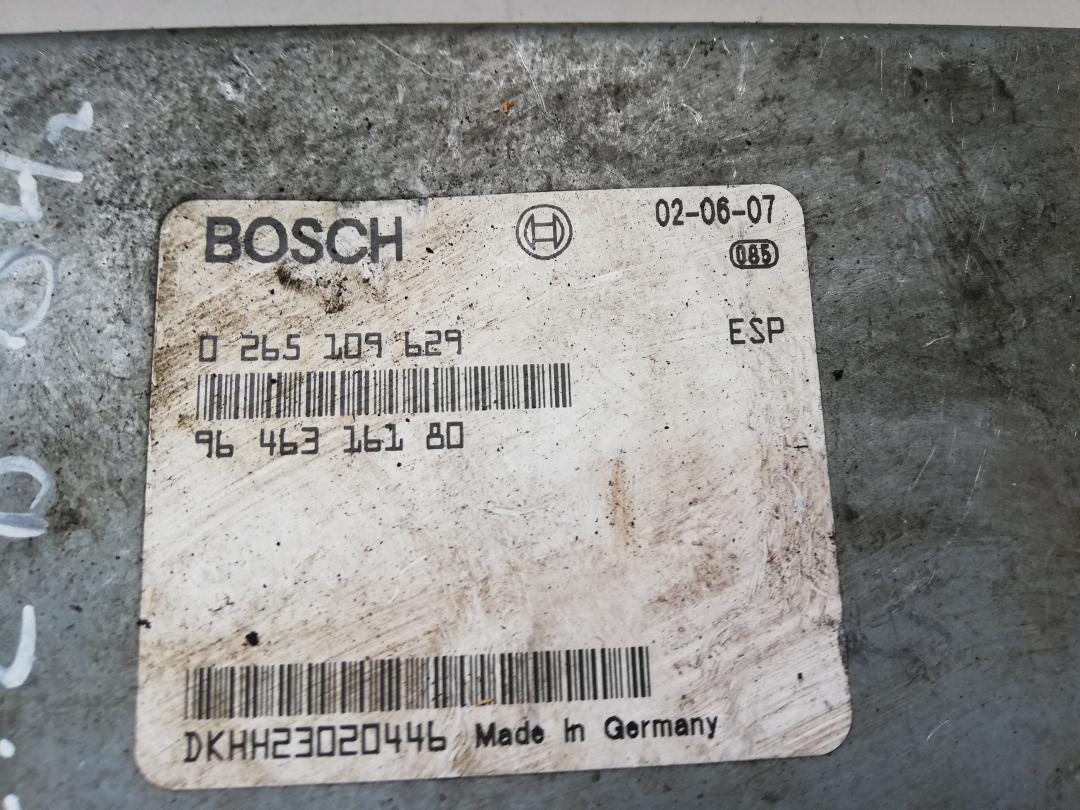 BOSCH
02-06-07
085
0 265 109 629
ESP
96 463 161 80
DKHH23020446 Made In Germany